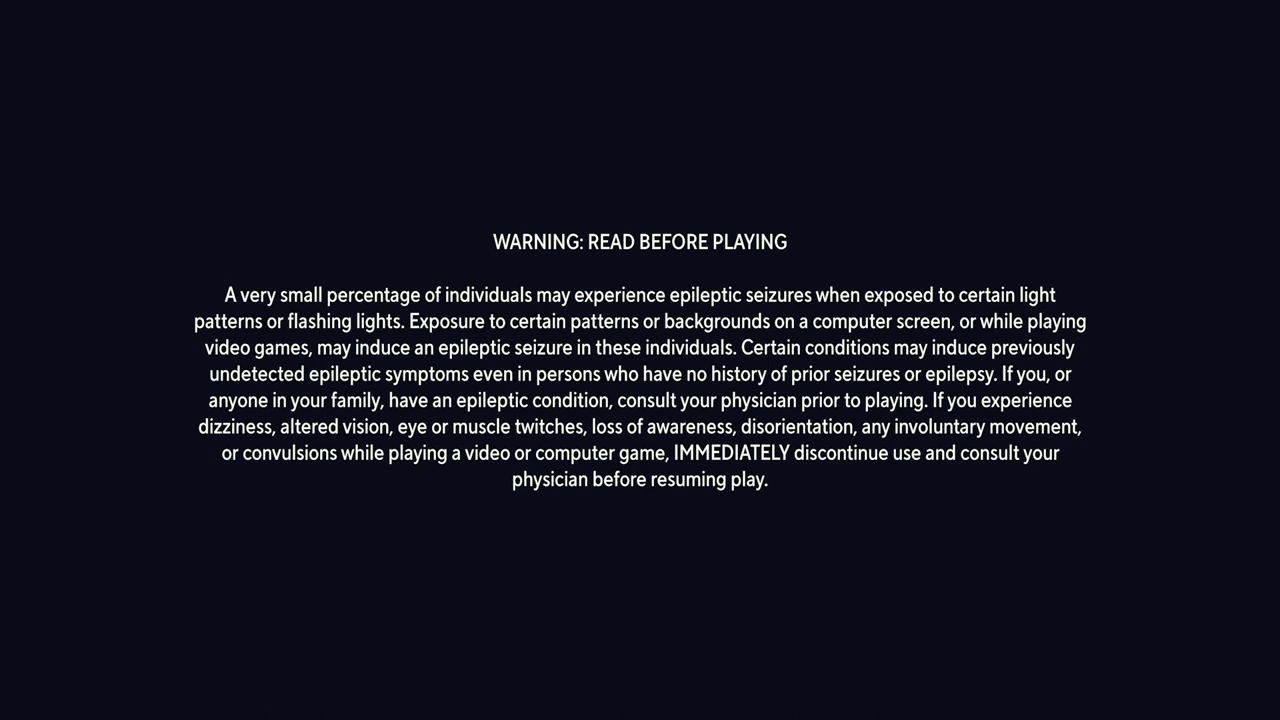 WARNING: READ BEFORE PLAYING
A very small percentage of individuals may experience epileptic seizures when exposed to certain light
patterns or flashing lights. Exposure to certain patterns or backgrounds on a computer screen, or while playing
video games, may induce an epileptic seizure in these individuals. Certain conditions may induce previously
undetected epileptic symptoms even in persons who have no history of prior seizures or epilepsy. If you, or
anyone in your family, have an epileptic condition, consult your physician prior to playing. If you experience
dizziness, altered vision, eye or muscle twitches, loss of awareness, disorientation, any involuntary movement,
or convulsions while playing a video or computer game, IMMEDIATELY discontinue use and consult your
physician before resuming play.